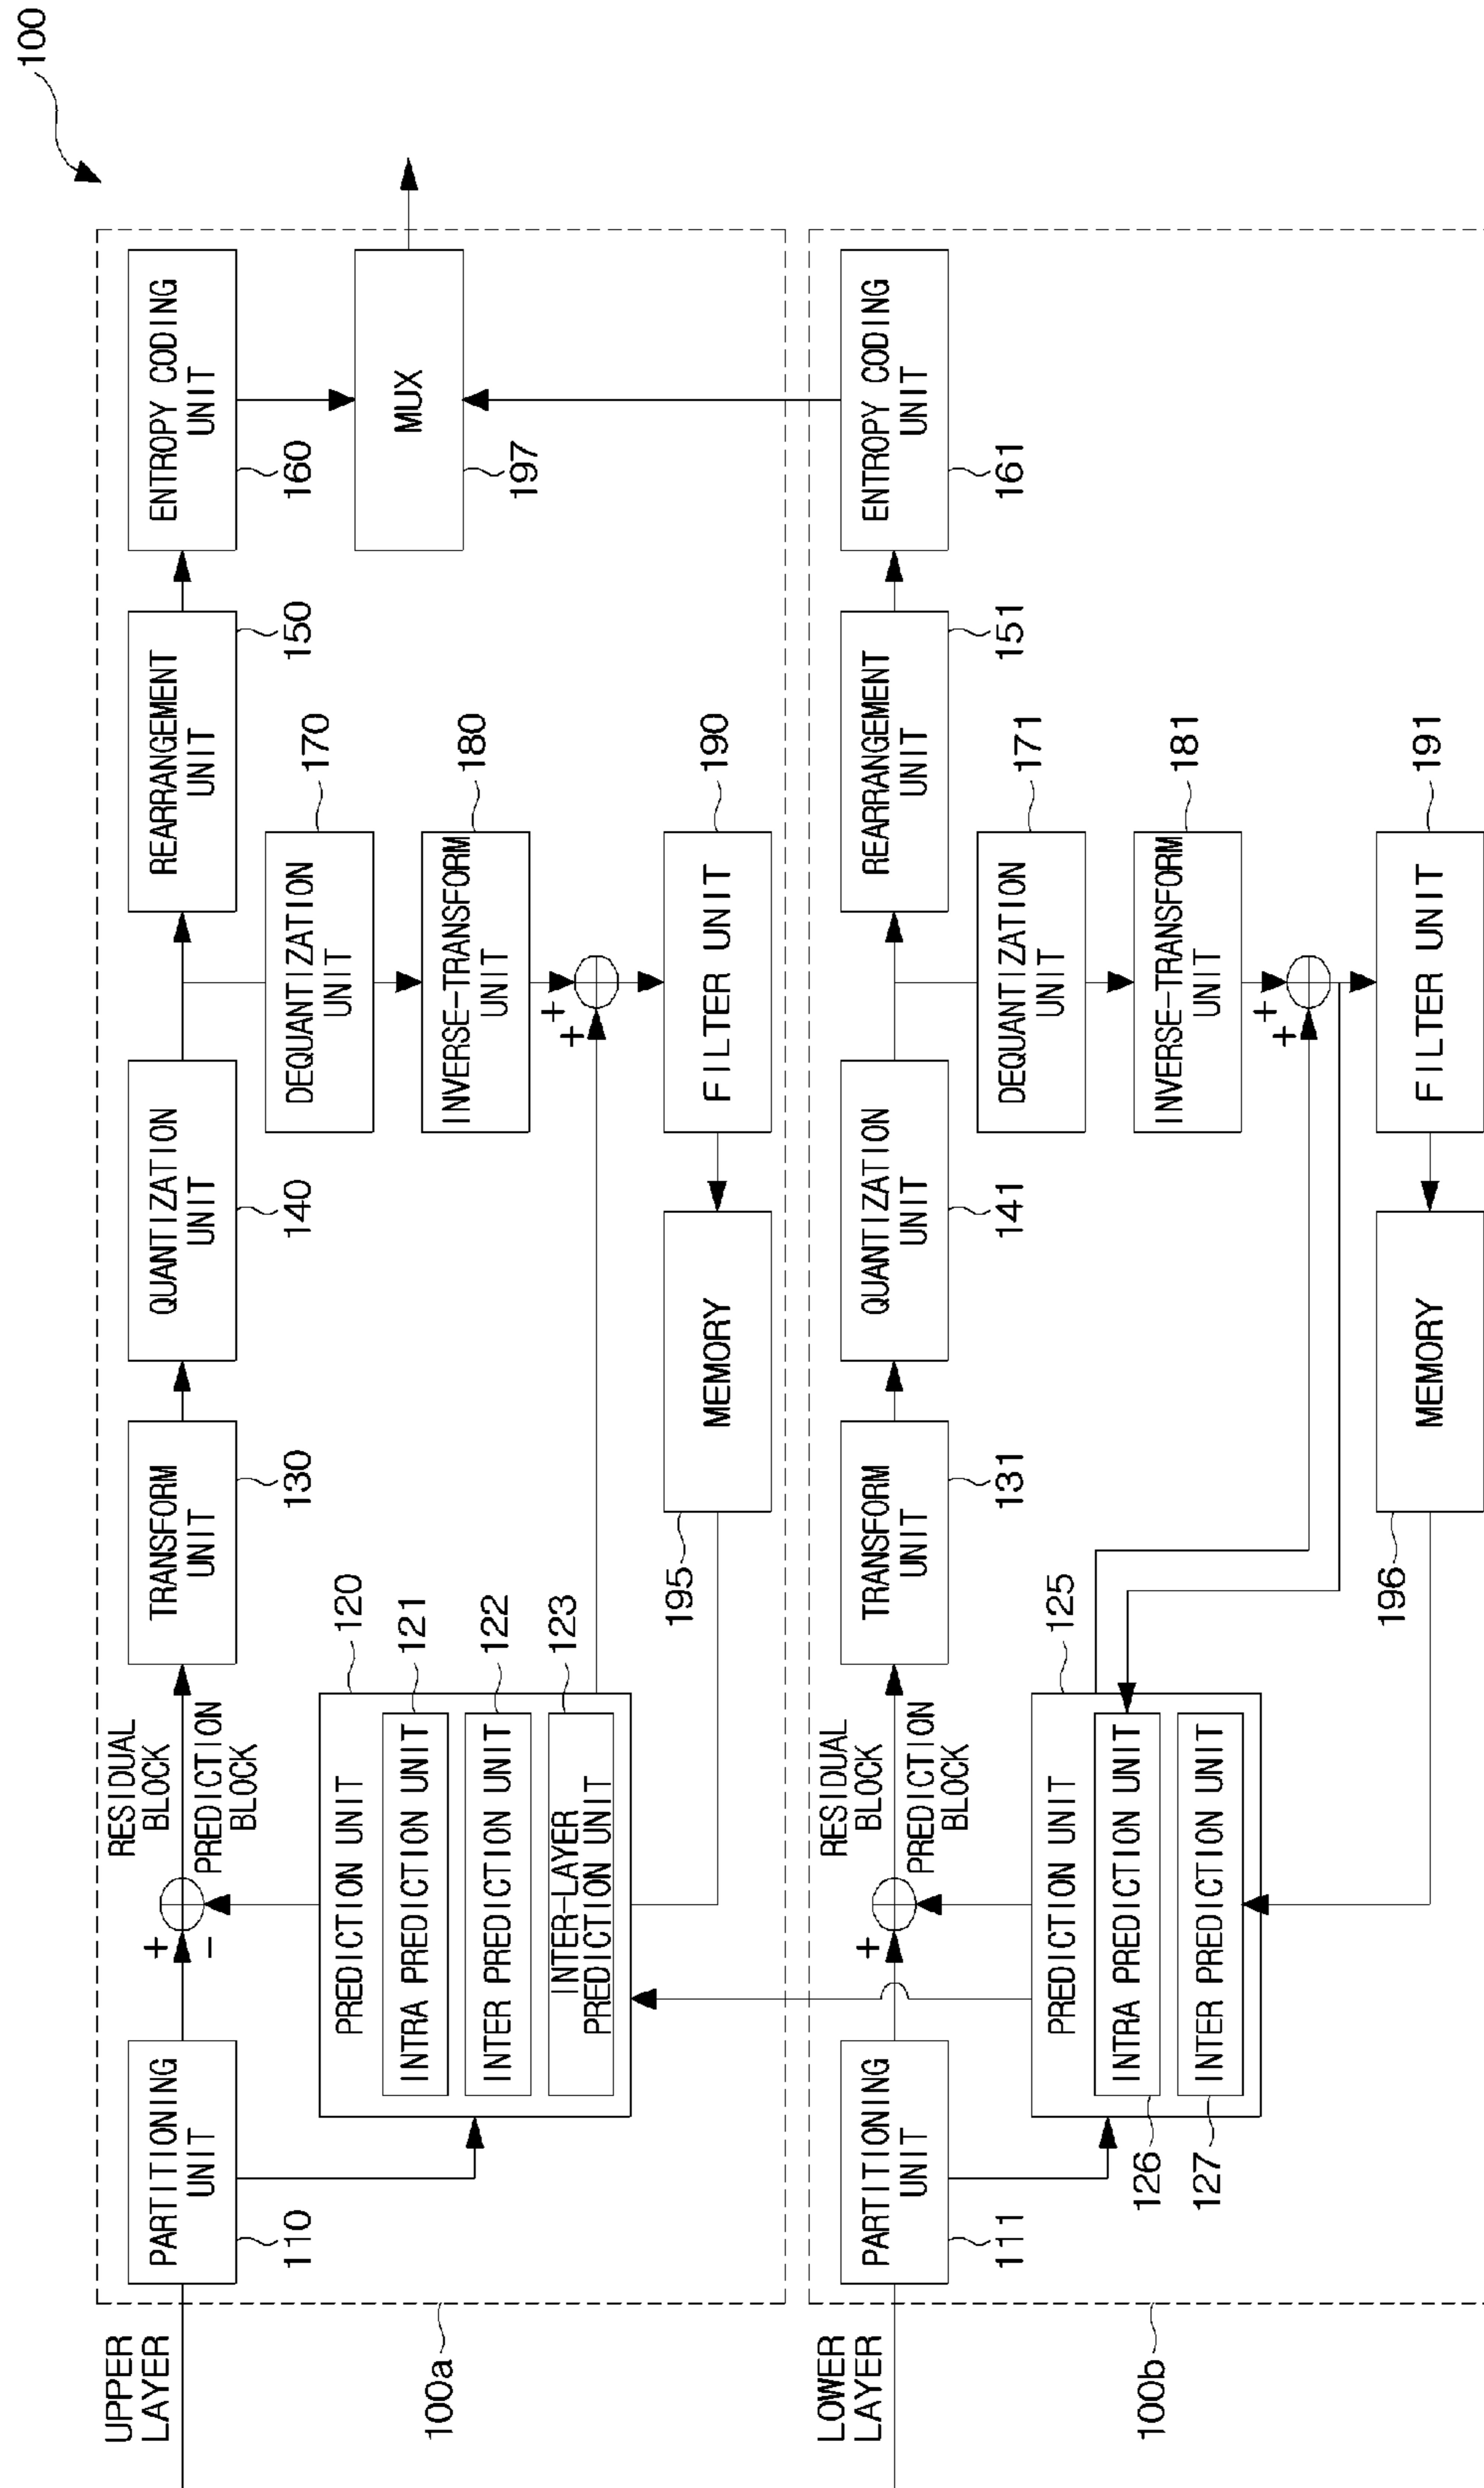 100
UPPER
LAYER
100a
PARTITIONING
UNIT
110
+
-
RESIDUAL
BLOCK
PREDICTION
BLOCK
TRANSFORM
UNIT
130
QUANTIZATION
UNIT
140
REARRANGEMENT
UNIT
150
ENTROPY CODING
UNIT
160
MUX
197
PREDICTION UNIT
120
INTRA PREDICTION UNIT
121
INTER PREDICTION UNIT
122
INTER-LAYER
PREDICTION UNIT
123
DEQUANTIZATION
UNIT
170
INVERSE-TRANSFORM
UNIT
180
+
+
FILTER UNIT
190
MEMORY
195
LOWER
LAYER
100b
PARTITIONING
UNIT
111
+
RESIDUAL
BLOCK
PREDICTION
BLOCK
TRANSFORM
UNIT
131
QUANTIZATION
UNIT
141
REARRANGEMENT
UNIT
151
ENTROPY CODING
UNIT
161
PREDICTION UNIT
125
INTRA PREDICTION UNIT
126
INTER PREDICTION UNIT
127
DEQUANTIZATION
UNIT
171
INVERSE-TRANSFORM
UNIT
181
+
+
FILTER UNIT
191
MEMORY
196